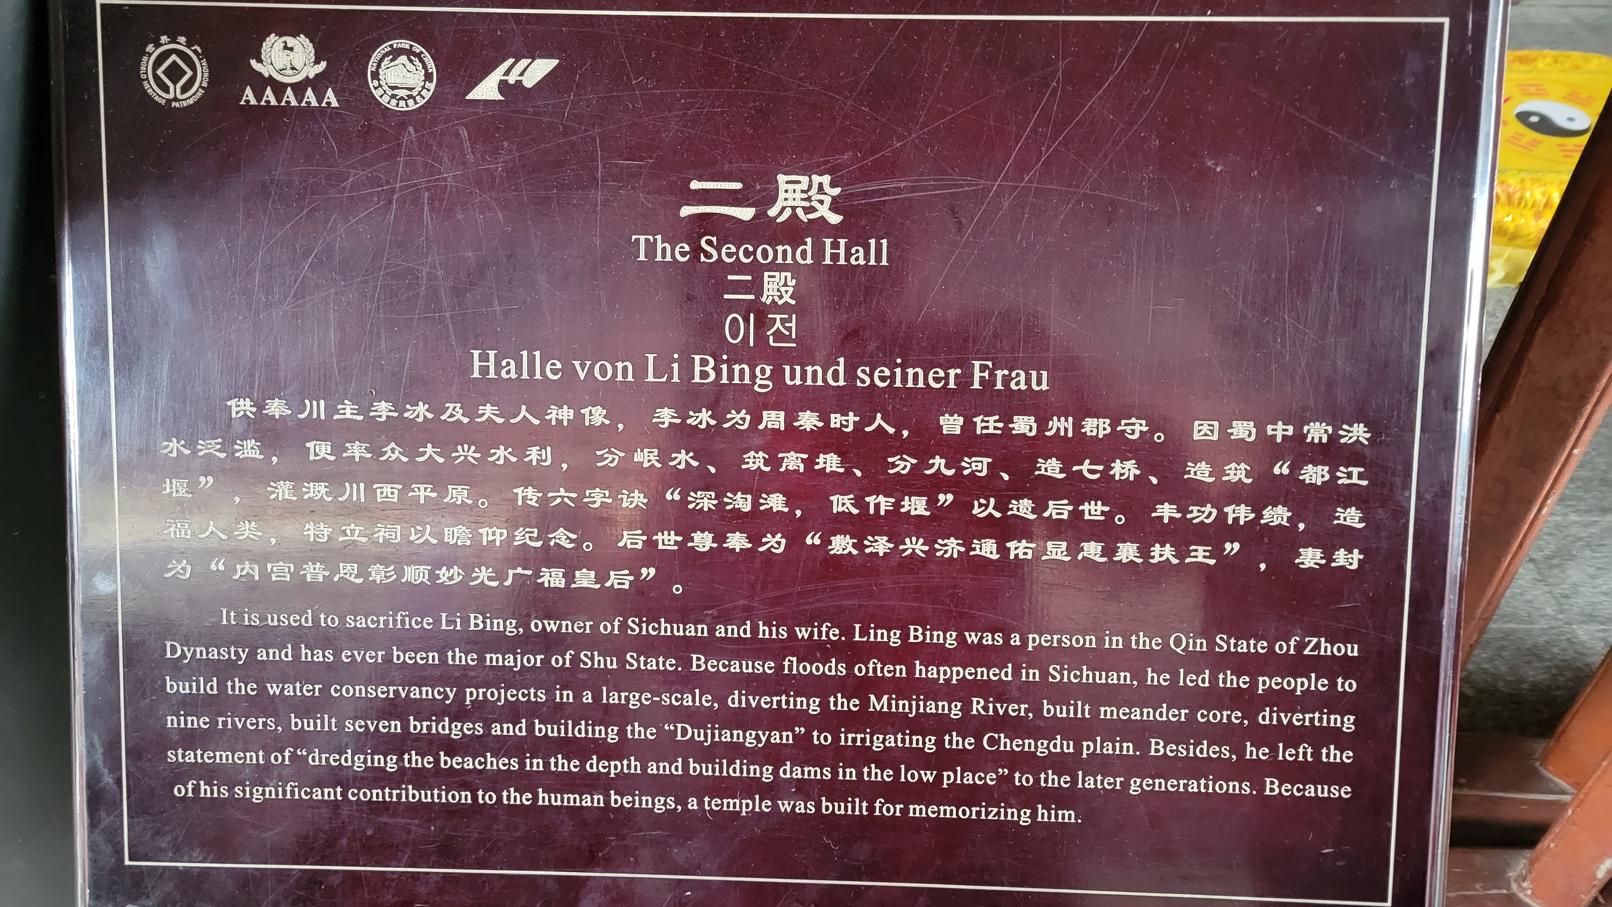 世界遗产
WORLD HERITAGE PATRIMOINE MONDIAL
AAAAA
NATIONAL PARK OF CHINA
二殿
The Second Hall
二殿
이전
Halle von Li Bing und seiner Frau
供奉川主李冰及夫人神像，李冰为周秦时人，曾任蜀州郡守。因蜀中常洪
水泛滥，便率众大兴水利，分岷水、筑离堆、分九河、造七桥、造筑“都江
堰”，灌溉川西平原。传六字诀“深淘滩，低作堰”以遗后世。丰功伟绩，造
福人类，特立祠以瞻仰纪念。后世尊奉为“敷泽兴济通佑显惠襄扶王”，妻封
为“内宫普恩彰顺妙光广福皇后”。
It is used to sacrifice Li Bing, owner of Sichuan and his wife. Ling Bing was a person in the Qin State of Zhou
Dynasty and has ever been the major of Shu State. Because floods often happened in Sichuan, he led the people to
build the water conservancy projects in a large-scale, diverting the Minjiang River, built meander core, diverting
nine rivers, built seven bridges and building the “Dujiangyan” to irrigating the Chengdu plain. Besides, he left the
statement of “dredging the beaches in the depth and building dams in the low place” to the later generations. Because
of his significant contribution to the human beings, a temple was built for memorizing him.